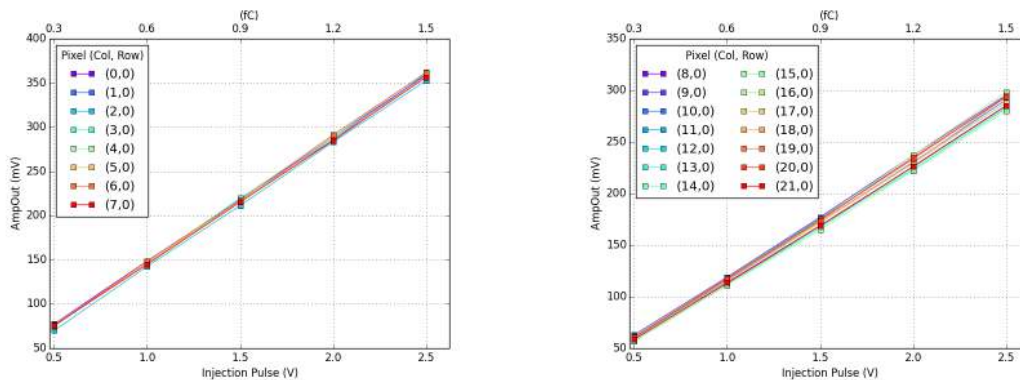 (fC)
0.3 0.6 0.9 1.2 1.5
400
350
300
250
200
150
100
50
AmpOut (mV)
Pixel (Col, Row)
(0,0)
(1,0)
(2,0)
(3,0)
(4,0)
(5,0)
(6,0)
(7,0)
0.5 1.0 1.5 2.0 2.5
Injection Pulse (V)
(fC)
0.3 0.6 0.9 1.2 1.5
350
300
250
200
150
100
50
AmpOut (mV)
Pixel (Col, Row)
(8,0) (15,0)
(9,0) (16,0)
(10,0) (17,0)
(11,0) (18,0)
(12,0) (19,0)
(13,0) (20,0)
(14,0) (21,0)
0.5 1.0 1.5 2.0 2.5
Injection Pulse (V)